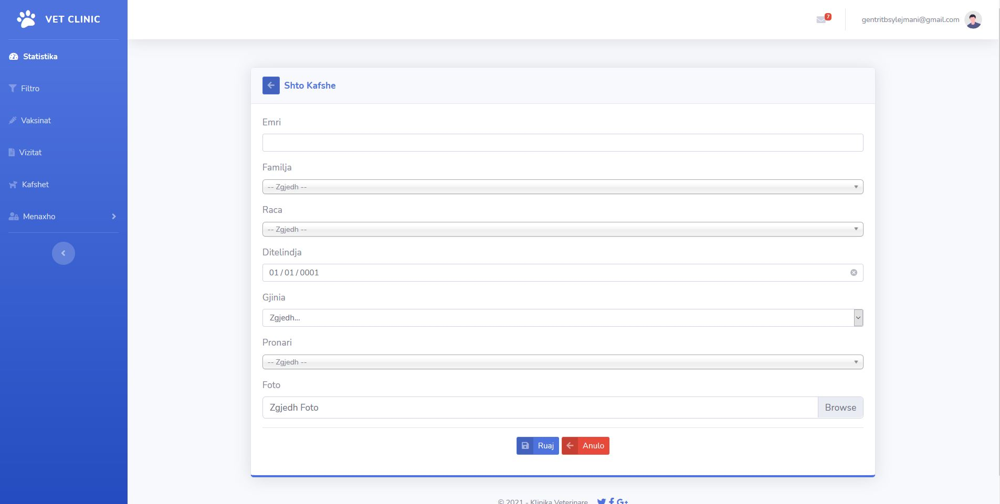 VET CLINIC
7
gentritbsylejmani@gmail.com
Statistika
Filtro
Vaksinat
Vizitat
Kafshet
Menaxho
Shto Kafshe
Emri
Familja
-- Zgjedh --
Raca
-- Zgjedh --
Ditelindja
01 / 01 / 0001
Gjinia
Zgjedh...
Pronari
-- Zgjedh --
Foto
Zgjedh Foto
Browse
Ruaj
Anulo
© 2021 - Klinika Veterinare